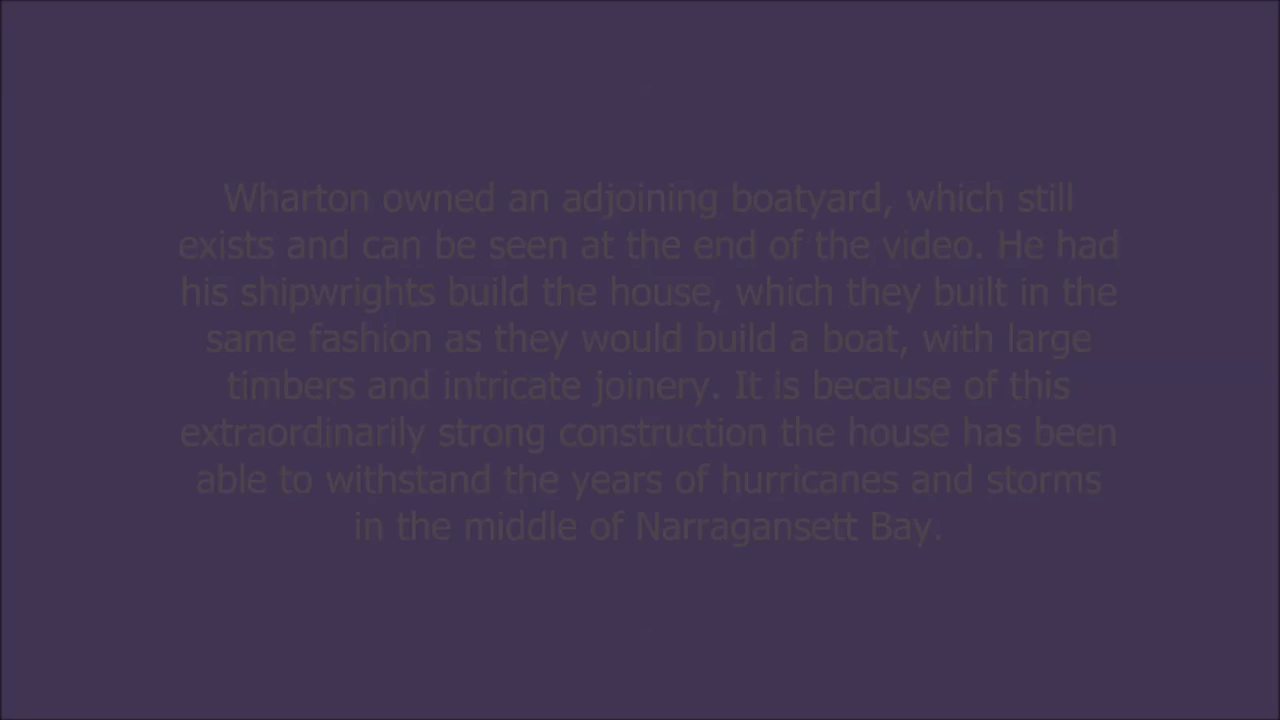 Wharton owned an adjoining boatyard, which still
exists and can be seen at the end of the video. He had
his shipwrights build the house, which they built in the
same fashion as they would build a boat, with large
timbers and intricate joinery. It is because of this
extraordinarily strong construction the house has been
able to withstand the years of hurricanes and storms
in the middle of Narragansett Bay.